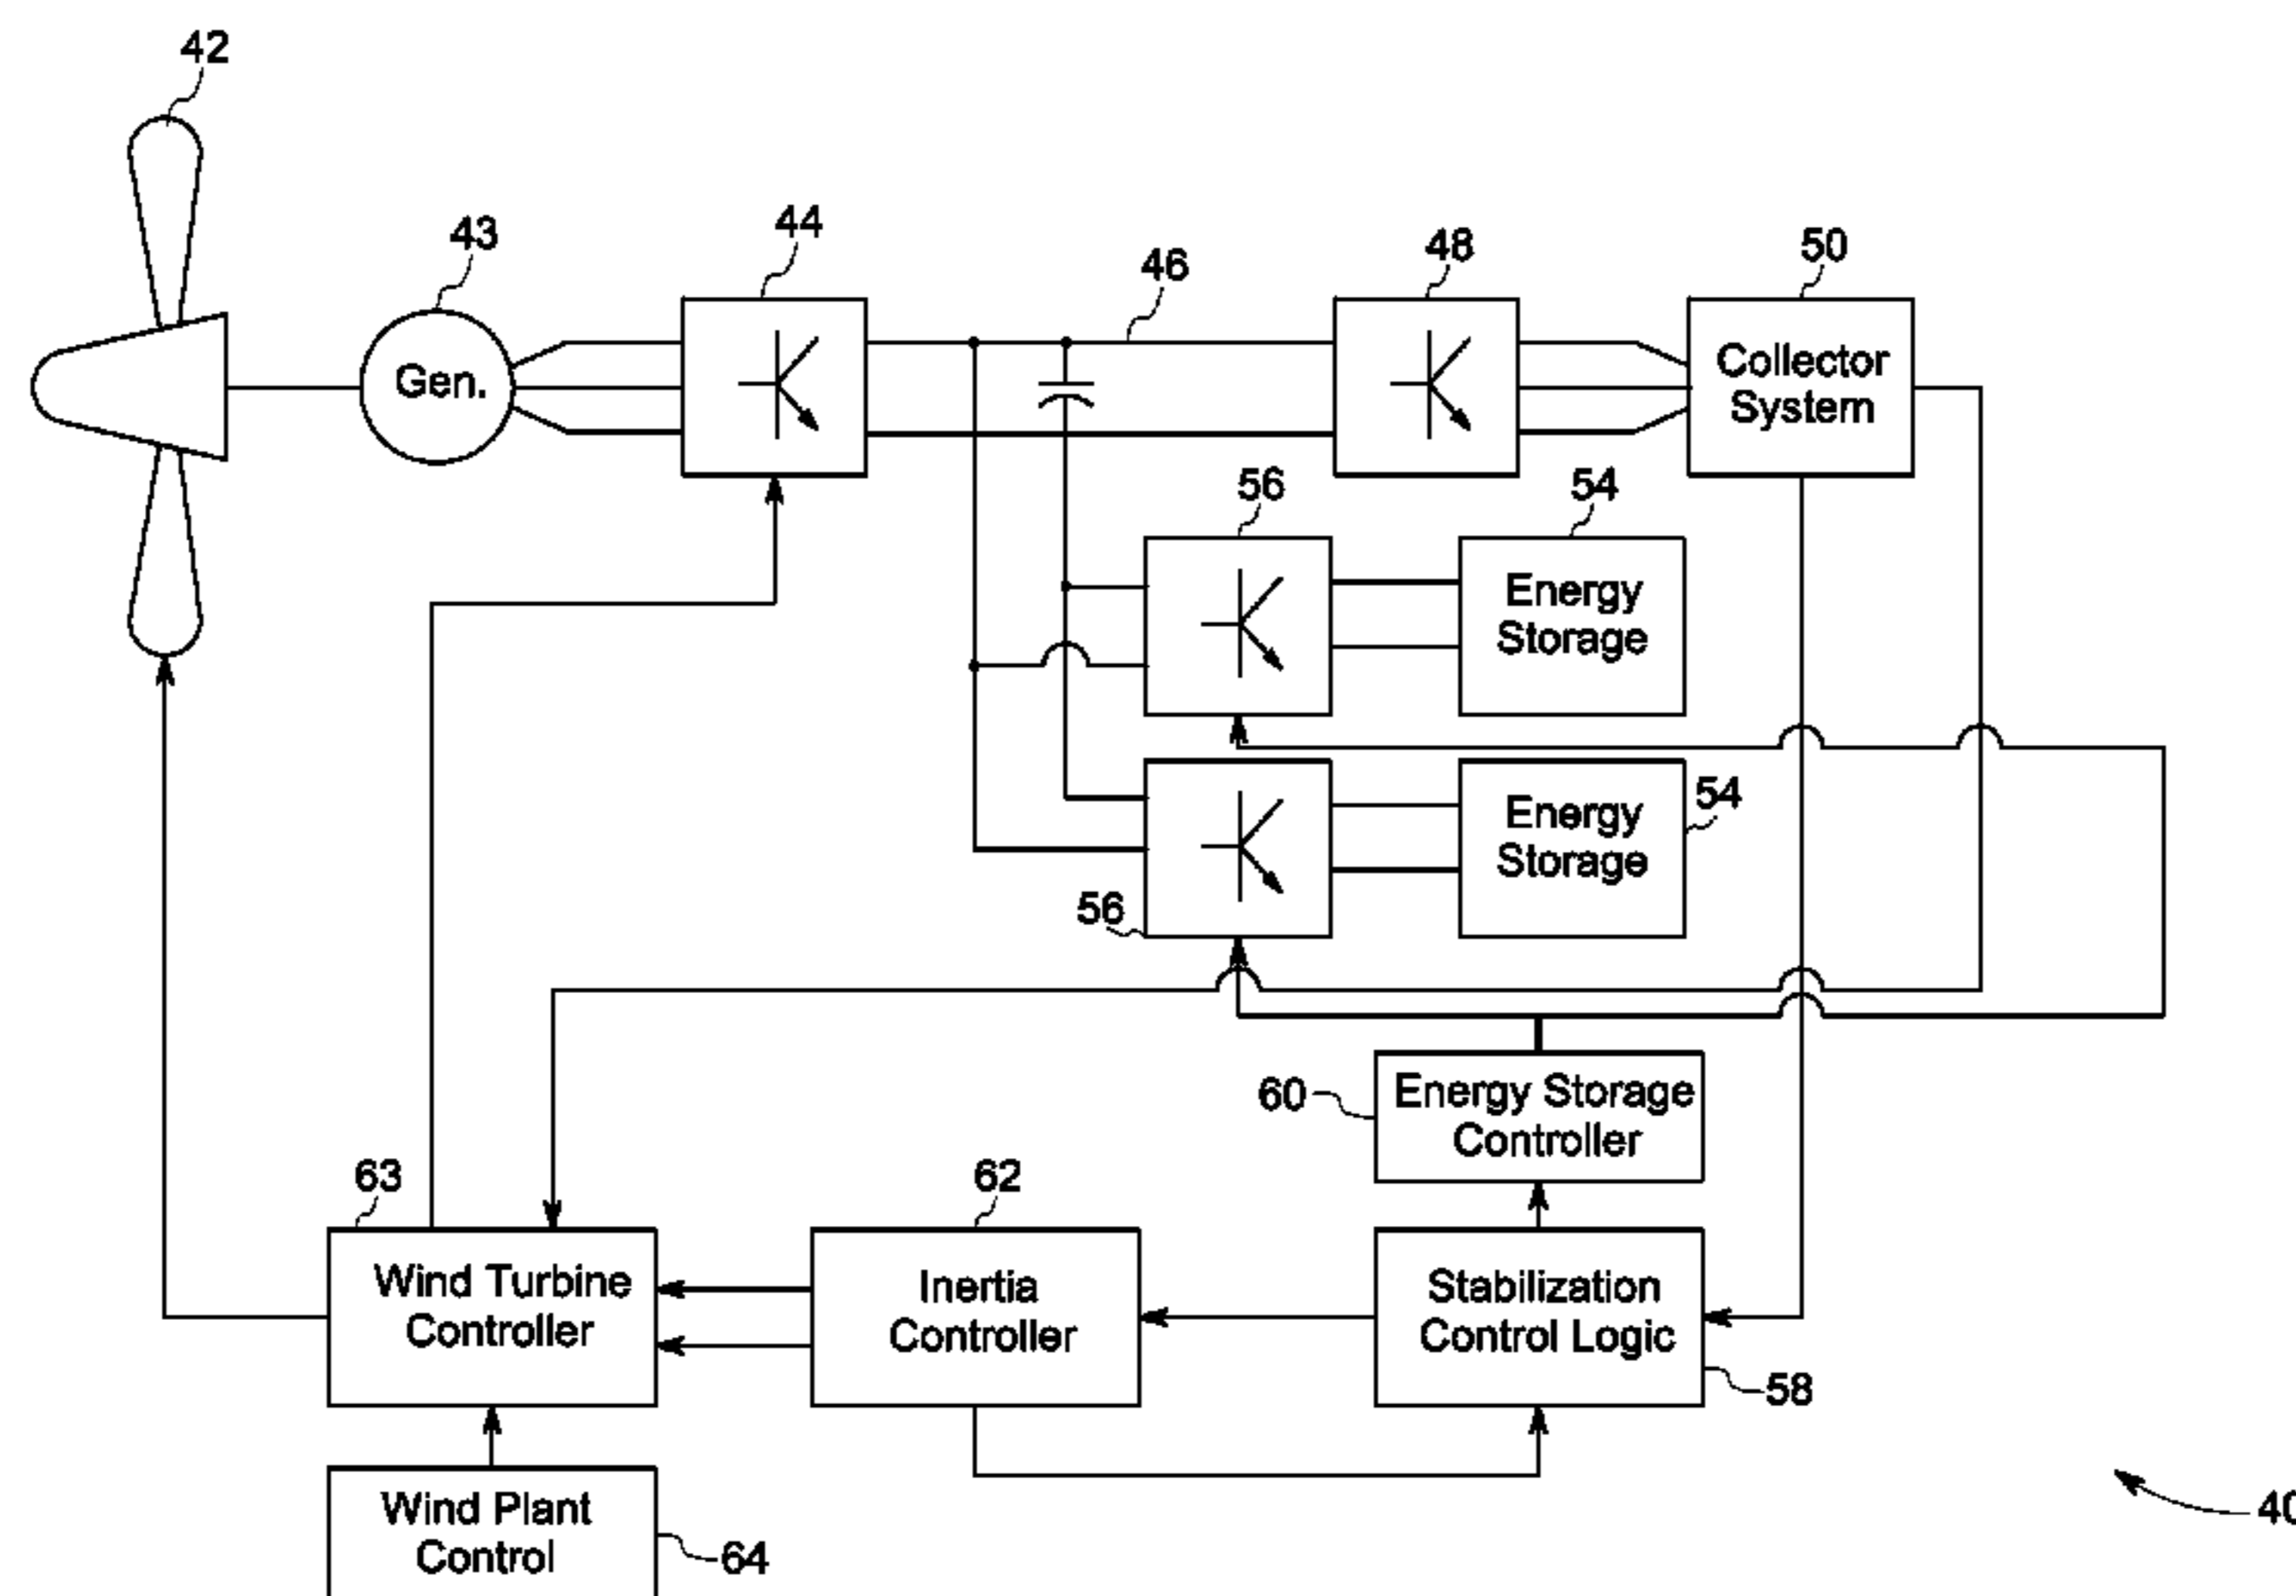 42
43
44
46
48
50
Gen.
Collector
System
56
54
Energy
Storage
54
Energy
Storage
56
60
Energy Storage
Controller
63
62
Wind Turbine
Controller
Inertia
Controller
Stabilization
Control Logic
58
Wind Plant
Control
64
40